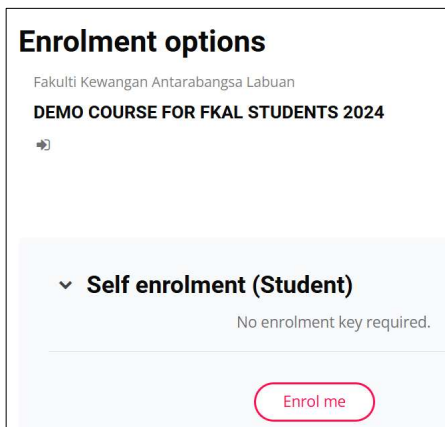 Enrolment options
Fakulti Kewangan Antarabangsa Labuan
DEMO COURSE FOR FKAL STUDENTS 2024
Self enrolment (Student)
No enrolment key required.
Enrol me